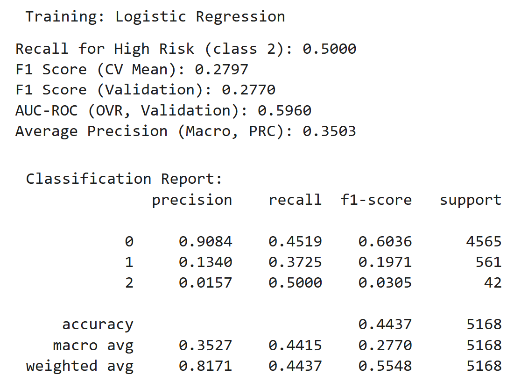 Training: Logistic Regression
Recall for High Risk (class 2): 0.5000
F1 Score (CV Mean): 0.2797
F1 Score (Validation): 0.2770
AUC-ROC (OVR, Validation): 0.5960
Average Precision (Macro, PRC): 0.3503
Classification Report:
precision recall f1-score support
0 0.9084 0.4519 0.6036 4565
1 0.1340 0.3725 0.1971 561
2 0.0157 0.5000 0.0305 42
accuracy 0.4437 5168
macro avg 0.3527 0.4415 0.2770 5168
weighted avg 0.8171 0.4437 0.5548 5168